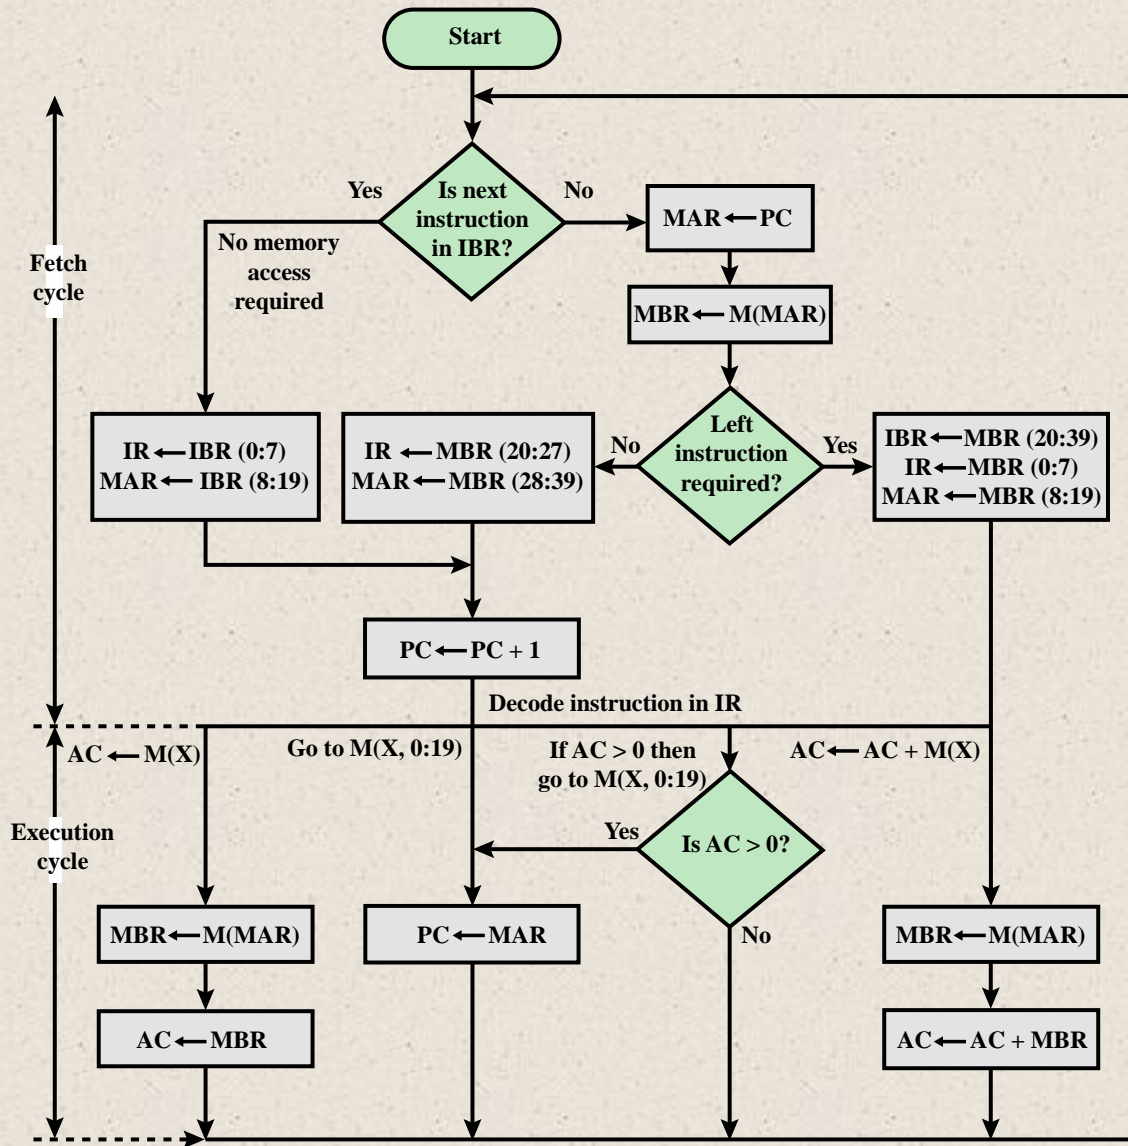 Start
Yes
Is next
instruction
in IBR?
No
MAR ← PC
No memory
access
required
Fetch
cycle
MBR ← M(MAR)
Left
instruction
required?
No
Yes
IR ← IBR (0:7)
MAR ← IBR (8:19)
IR ← MBR (20:27)
MAR ← MBR (28:39)
IBR ← MBR (20:39)
IR ← MBR (0:7)
MAR ← MBR (8:19)
PC ← PC + 1
Decode instruction in IR
AC ← M(X)
Go to M(X, 0:19)
If AC > 0 then
go to M(X, 0:19)
AC ← AC + M(X)
Execution
cycle
Yes
Is AC > 0?
No
MBR ← M(MAR)
PC ← MAR
MBR ← M(MAR)
AC ← MBR
AC ← AC + MBR